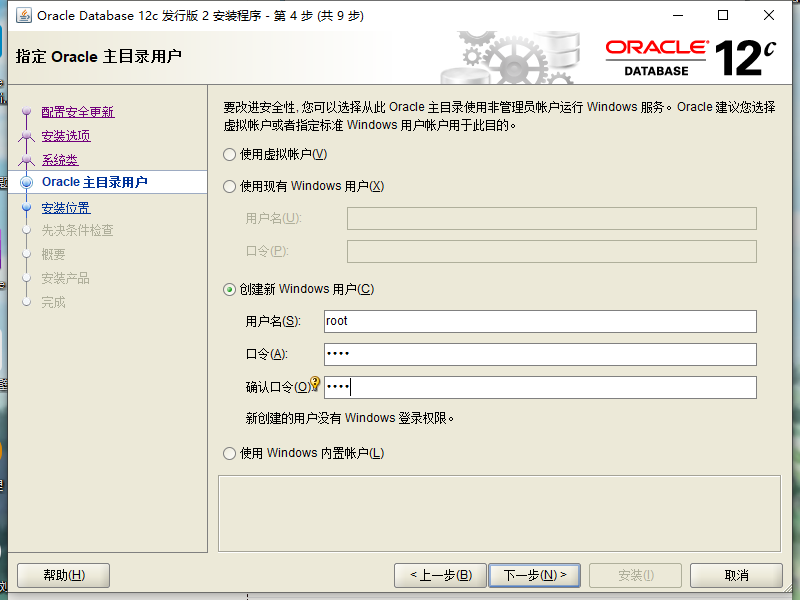 Oracle Database 12c 发行版 2 安装程序 - 第 4 步 (共 9 步)
指定 Oracle 主目录用户
ORACLE®
DATABASE
12c
配置安全更新
安装选项
系统类
Oracle 主目录用户
安装位置
先决条件检查
概要
安装产品
完成
要改进安全性, 您可以选择从此 Oracle 主目录使用非管理员帐户运行 Windows 服务。Oracle 建议您选择
虚拟帐户或者指定标准 Windows 用户帐户用于此目的。
使用虚拟帐户(V)
使用现有 Windows 用户(X)
用户名(U):
口令(P):
创建新 Windows 用户(C)
用户名(S):
root
口令(A):
••••
确认口令(O):
••••
新创建的用户没有 Windows 登录权限。
使用 Windows 内置帐户(L)
帮助(H)
< 上一步(B)
下一步(N) >
安装(I)
取消